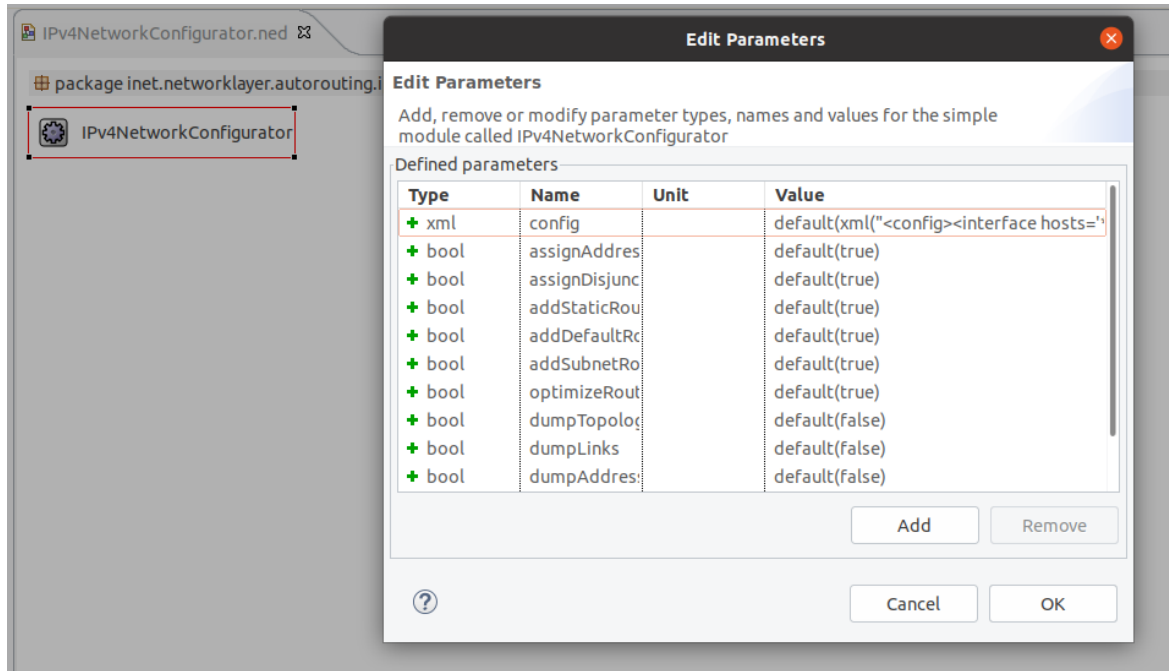 IPv4NetworkConfigurator.ned
package inet.networklayer.autorouting.i
IPv4NetworkConfigurator
Edit Parameters
Edit Parameters
Add, remove or modify parameter types, names and values for the simple
module called IPv4NetworkConfigurator
Defined parameters
Type Name Unit Value
xml config default(xml("<config><interface hosts='
bool assignAddres default(true)
bool assignDisjunc default(true)
bool addStaticRou default(true)
bool addDefaultRo default(true)
bool addSubnetRo default(true)
bool optimizeRout default(true)
bool dumpTopolog default(false)
bool dumpLinks default(false)
bool dumpAddress default(false)
Add Remove
? Cancel OK